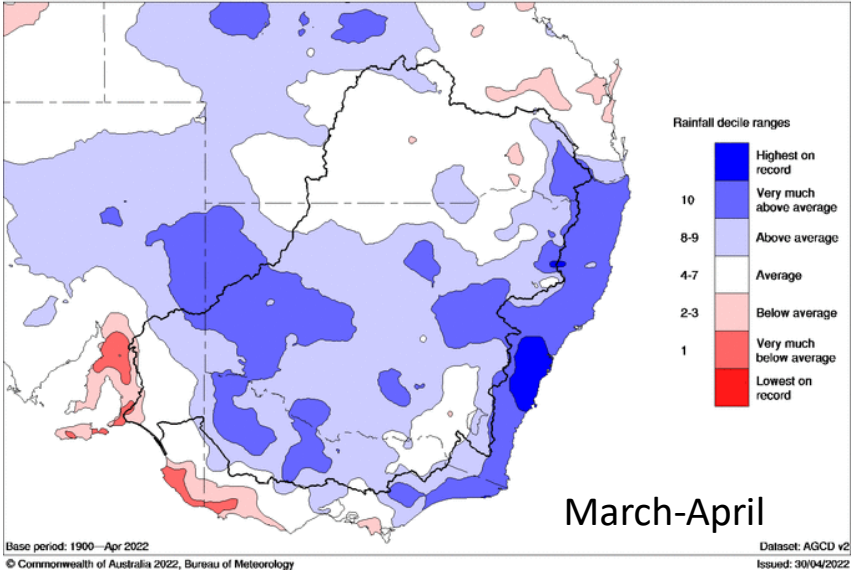 Rainfall decile ranges
Highest on
record
10
Very much
above average
8-9
Above average
4-7
Average
2-3
Below average
1
Very much
below average
Lowest on
record
March-April
Base period: 1900—Apr 2022
Dataset: AGCD v2
© Commonwealth of Australia 2022, Bureau of Meteorology
Issued: 30/04/2022